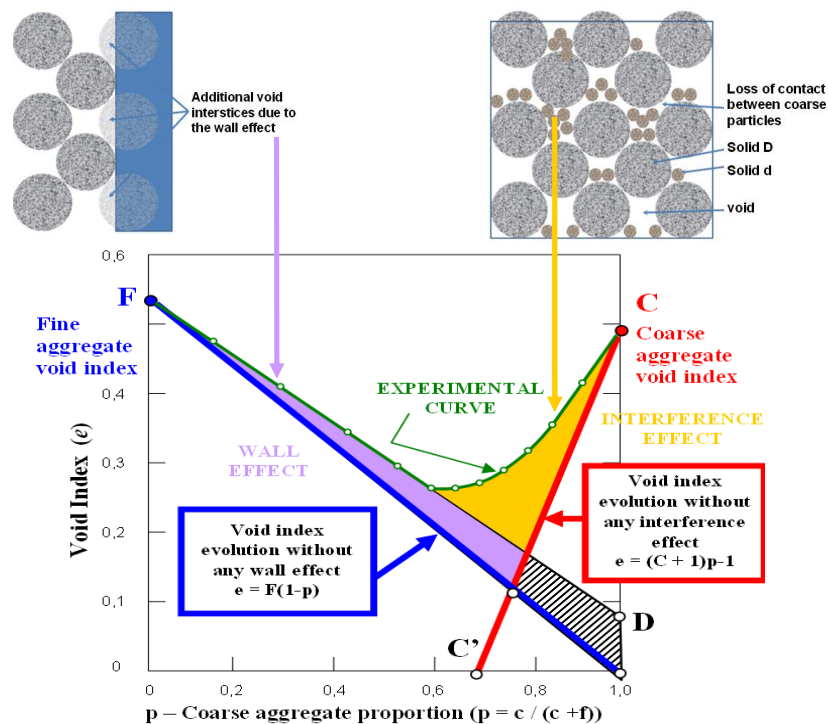 Additional void
interstices due to
the wall effect
Loss of contact
between coarse
particles
Solid D
Solid d
void
0,6
F
C
Fine
aggregate
void index
Coarse
aggregate
void index
EXPERIMENTAL
CURVE
INTERFERENCE
EFFECT
WALL
EFFECT
0,4
0,3
0,2
0,1
0
Void Index (e)
Void index
evolution without
any wall effect
e = F(1-p)
Void index
evolution without
any interference
effect
e = (C + 1)p-1
D
C'
0
0,2
0,4
0,6
0,8
1,0
p – Coarse aggregate proportion (p = c / (c +f))